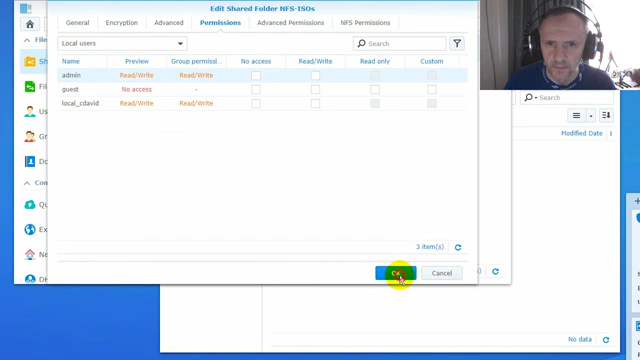 Edit Shared Folder NFS-ISOs
General Encryption Advanced Permissions Advanced Permissions NFS Permissions
Local users
Search
Name Preview Group permissi... No access Read/Write Read only Custom
admin Read/Write Read/Write
guest No access -
local_cdavid Read/Write Read/Write
3 item(s)
Cancel
Search
Modified Date
No data